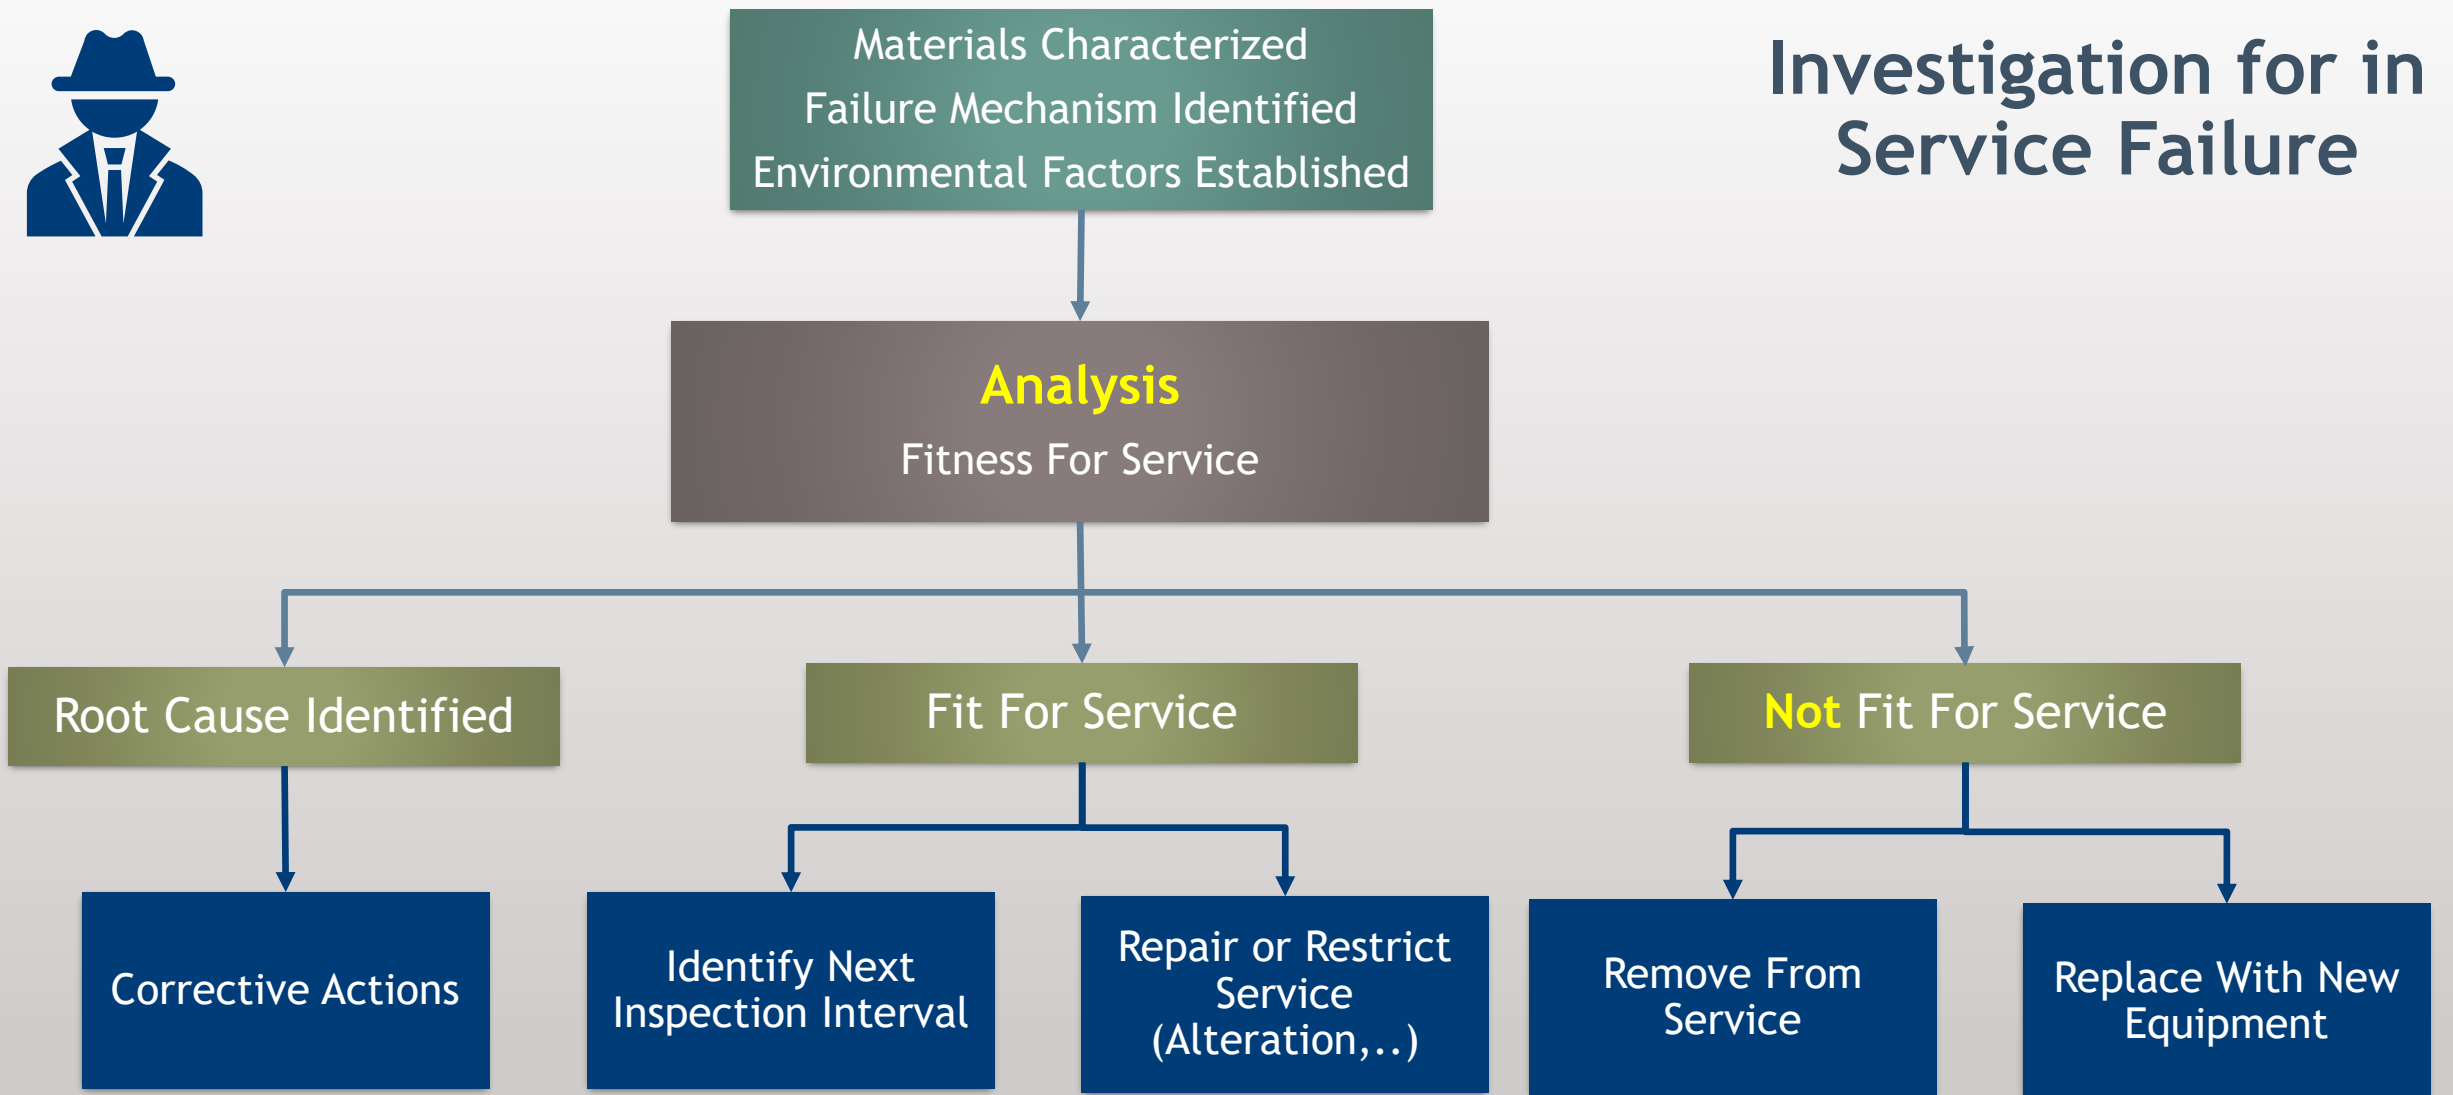 Investigation for in
Service Failure
Materials Characterized
Failure Mechanism Identified
Environmental Factors Established
Analysis
Fitness For Service
Root Cause Identified
Fit For Service
Not Fit For Service
Corrective Actions
Identify Next
Inspection Interval
Repair or Restrict
Service
(Alteration,..)
Remove From
Service
Replace With New
Equipment